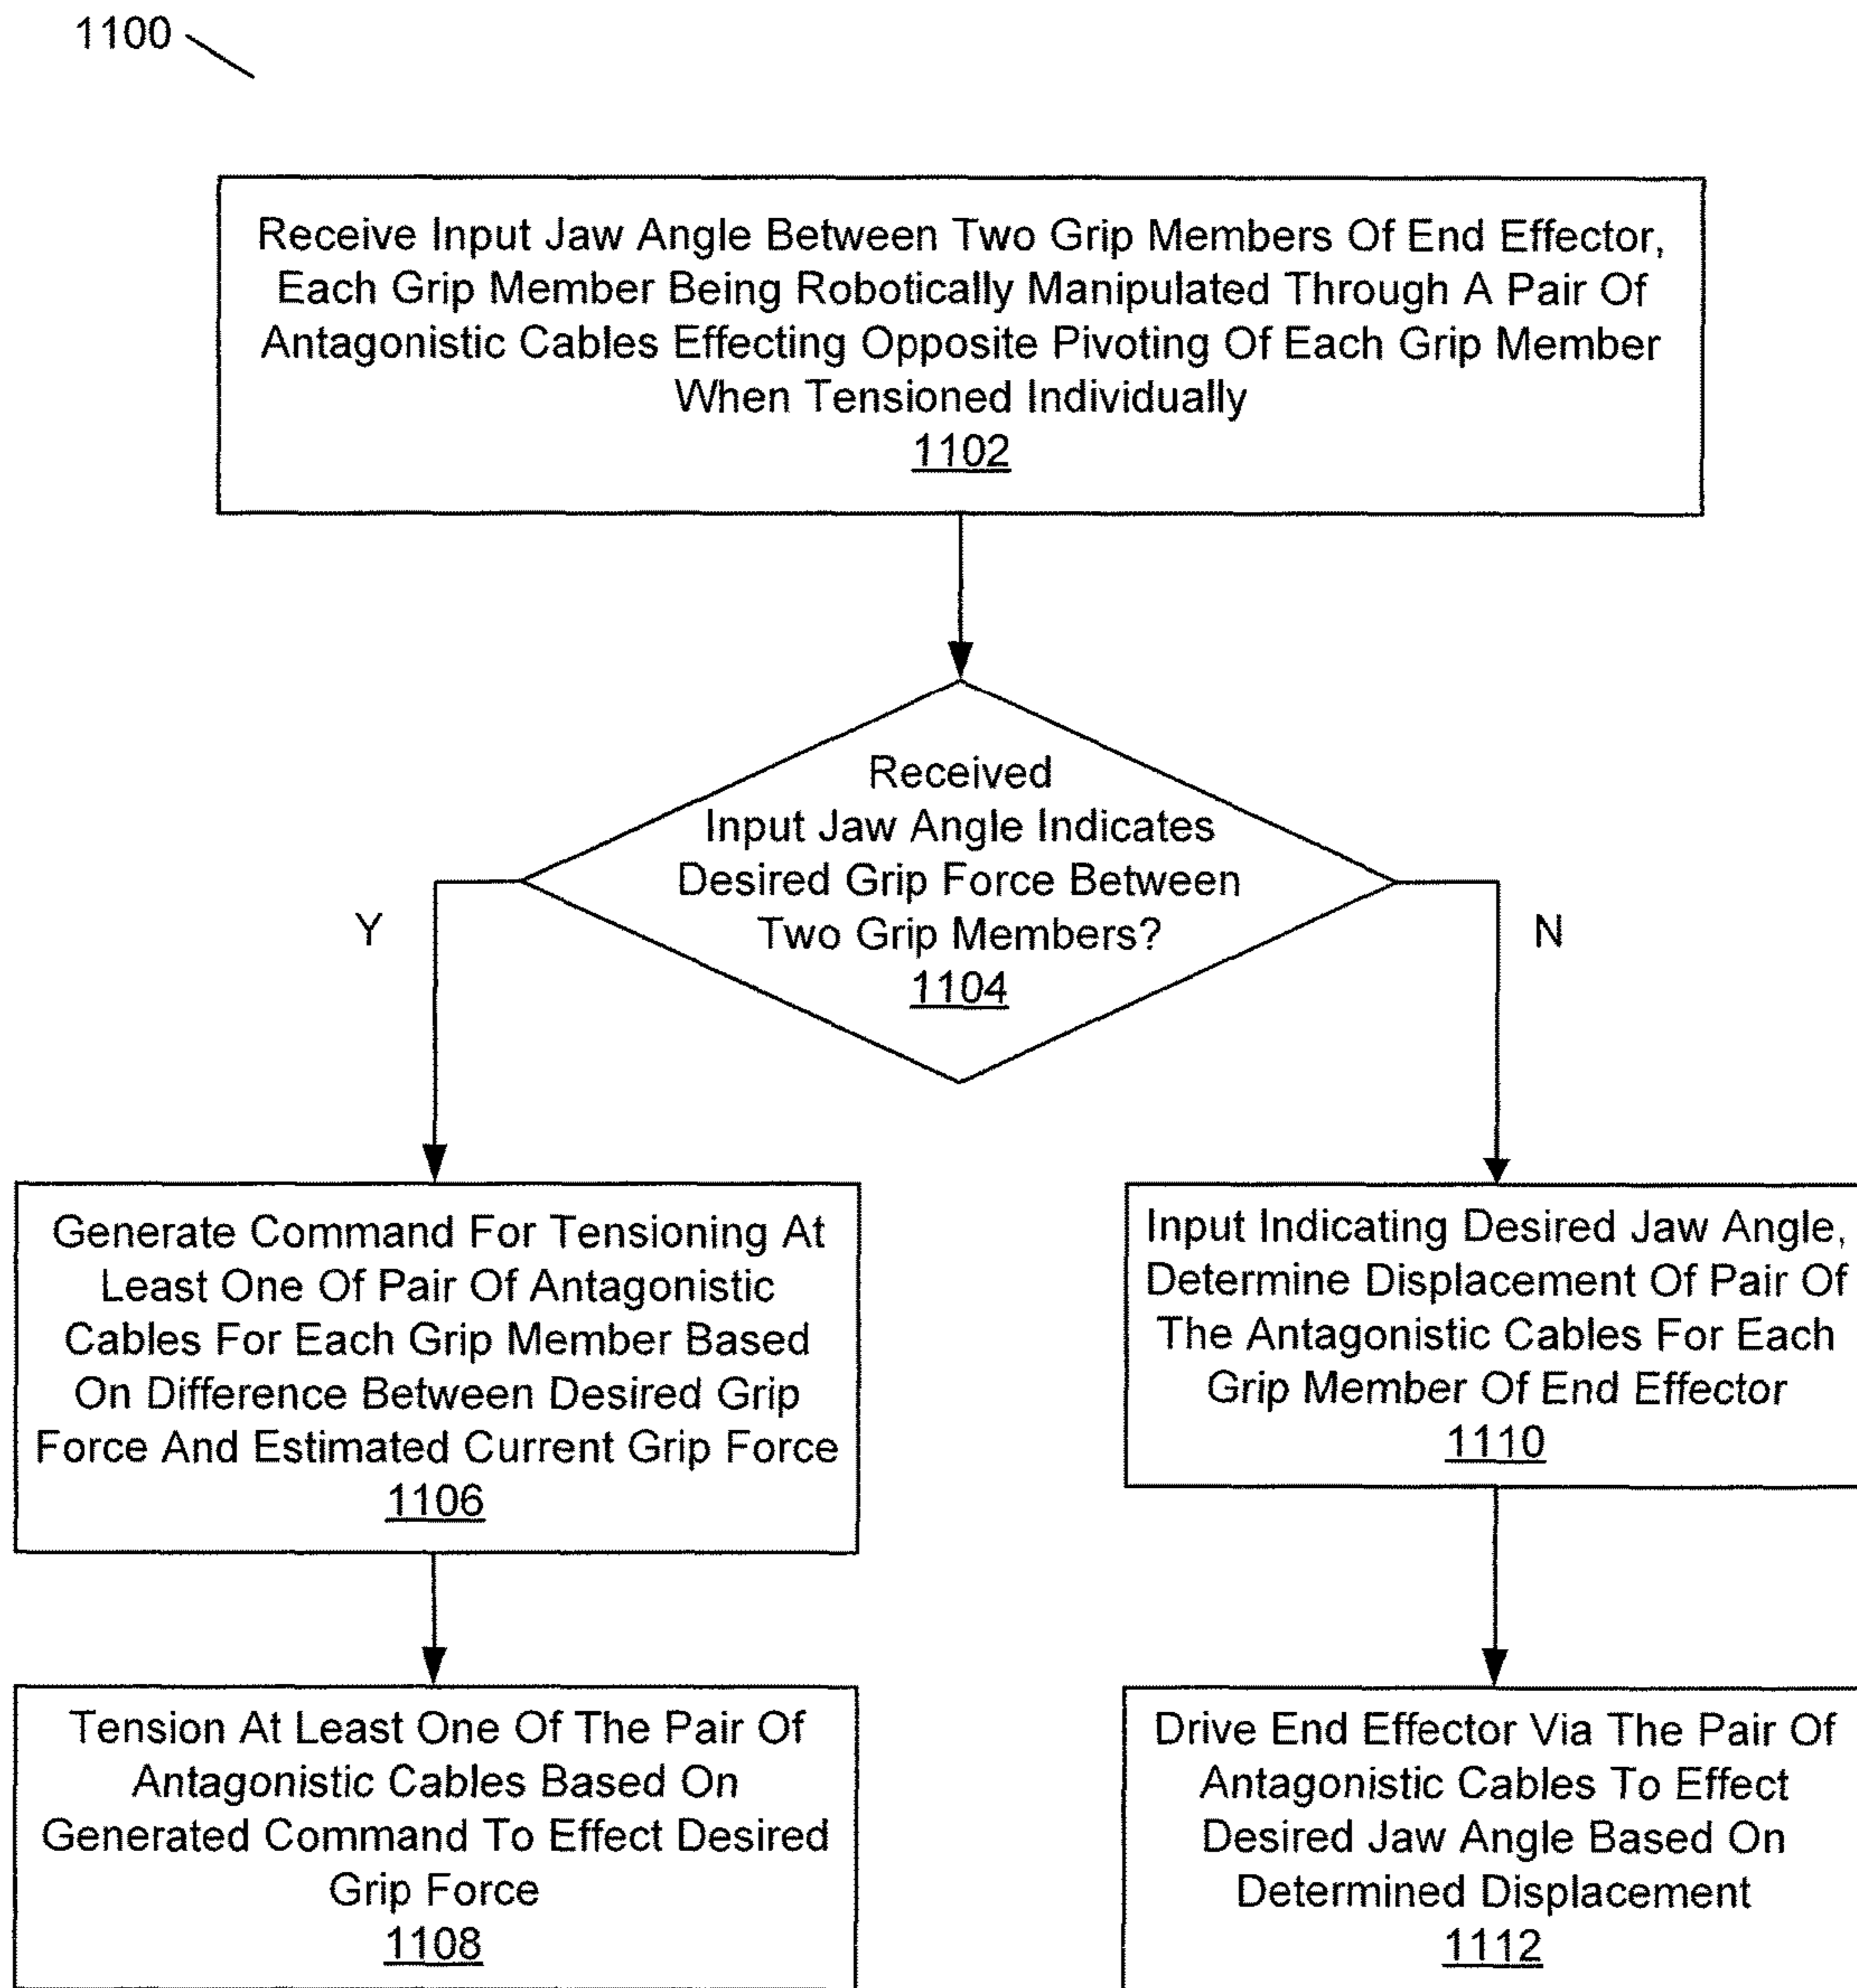 1100
Receive Input Jaw Angle Between Two Grip Members Of End Effector,
Each Grip Member Being Robotically Manipulated Through A Pair Of
Antagonistic Cables Effecting Opposite Pivoting Of Each Grip Member
When Tensioned Individually
1102
Received
Input Jaw Angle Indicates
Desired Grip Force Between
Two Grip Members?
1104
Y
N
Generate Command For Tensioning At
Least One Of Pair Of Antagonistic
Cables For Each Grip Member Based
On Difference Between Desired Grip
Force And Estimated Current Grip Force
1106
Input Indicating Desired Jaw Angle,
Determine Displacement Of Pair Of
The Antagonistic Cables For Each
Grip Member Of End Effector
1110
Tension At Least One Of The Pair Of
Antagonistic Cables Based On
Generated Command To Effect Desired
Grip Force
1108
Drive End Effector Via The Pair Of
Antagonistic Cables To Effect
Desired Jaw Angle Based On
Determined Displacement
1112